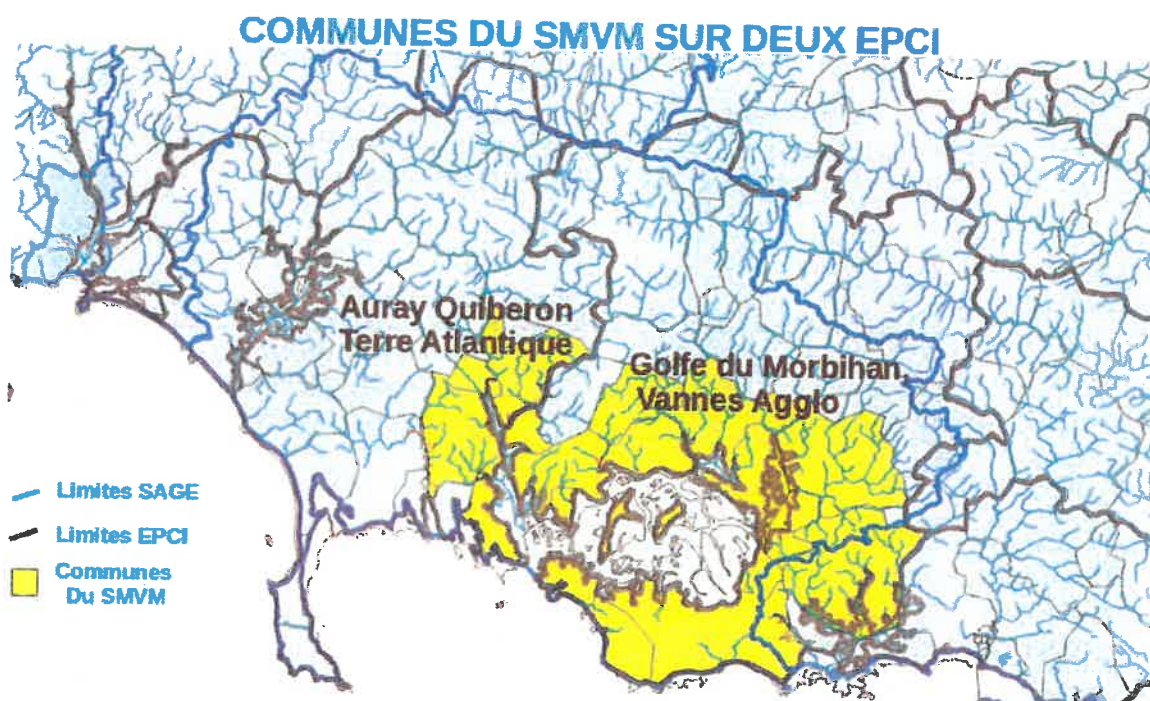 COMMUNES DU SMVM SUR DEUX EPCI
Auray Quiberon
Terre Atlantique
Golfe du Morbihan
Vannes Agglo
Limites SAGE
Limites EPCI
Communes
Du SMVM